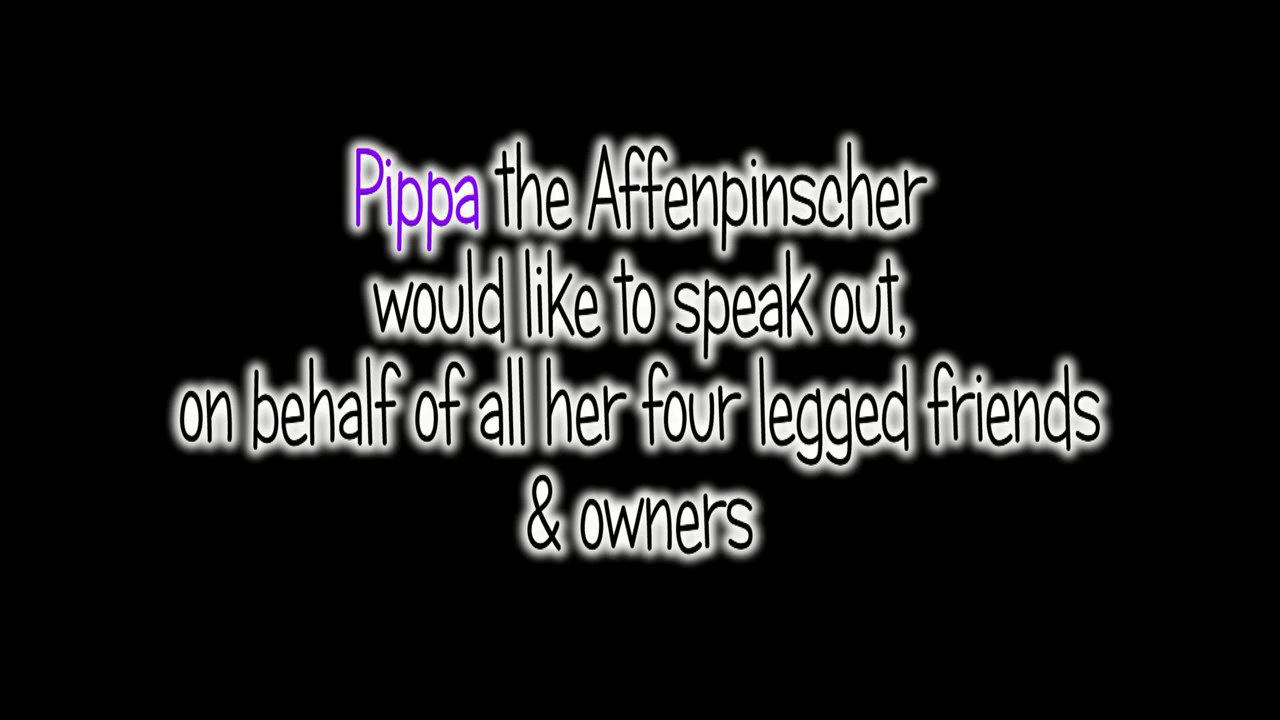 Pippa the Affenpinscher
would like to speak out,
on behalf of all her four legged friends
& owners